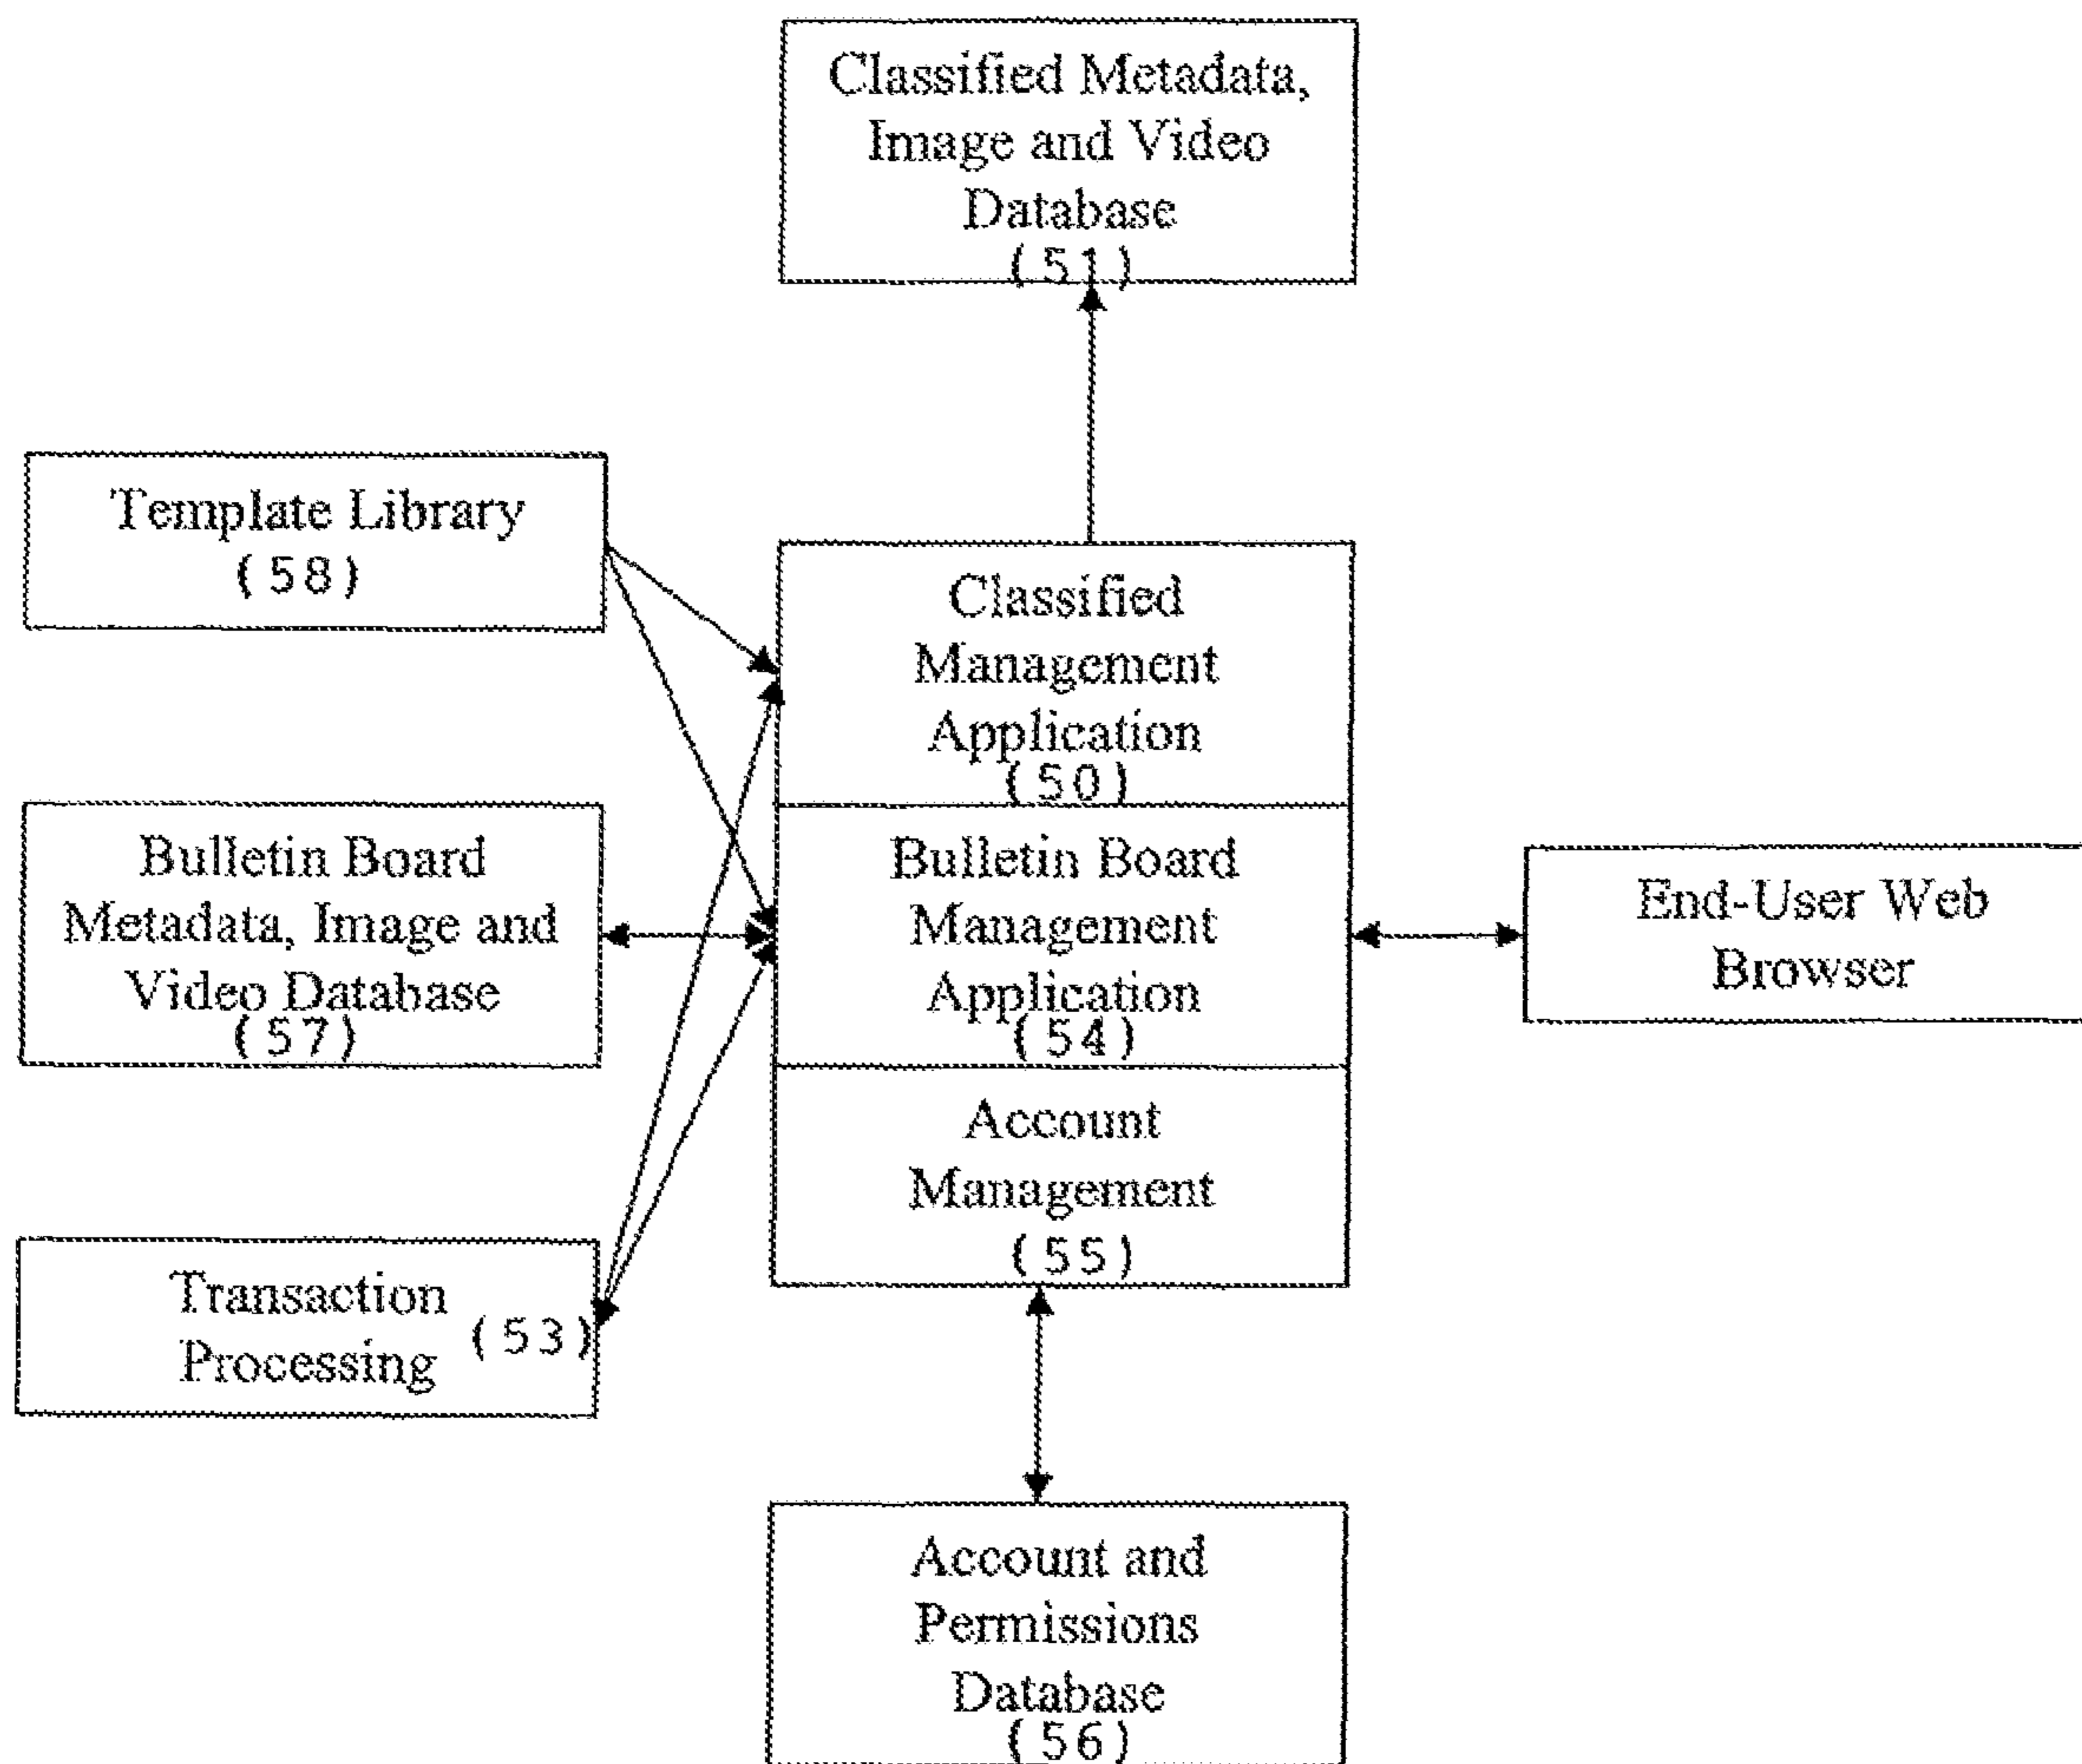 Classified Metadata,
Image and Video
Database
(51)
Template Library
(58)
Classified
Management
Application
(50)
Bulletin Board
Metadata, Image and
Video Database
(57)
Bulletin Board
Management
Application
(54)
End-User Web
Browser
Account
Management
(55)
Transaction
Processing (53)
Account and
Permissions
Database
(56)